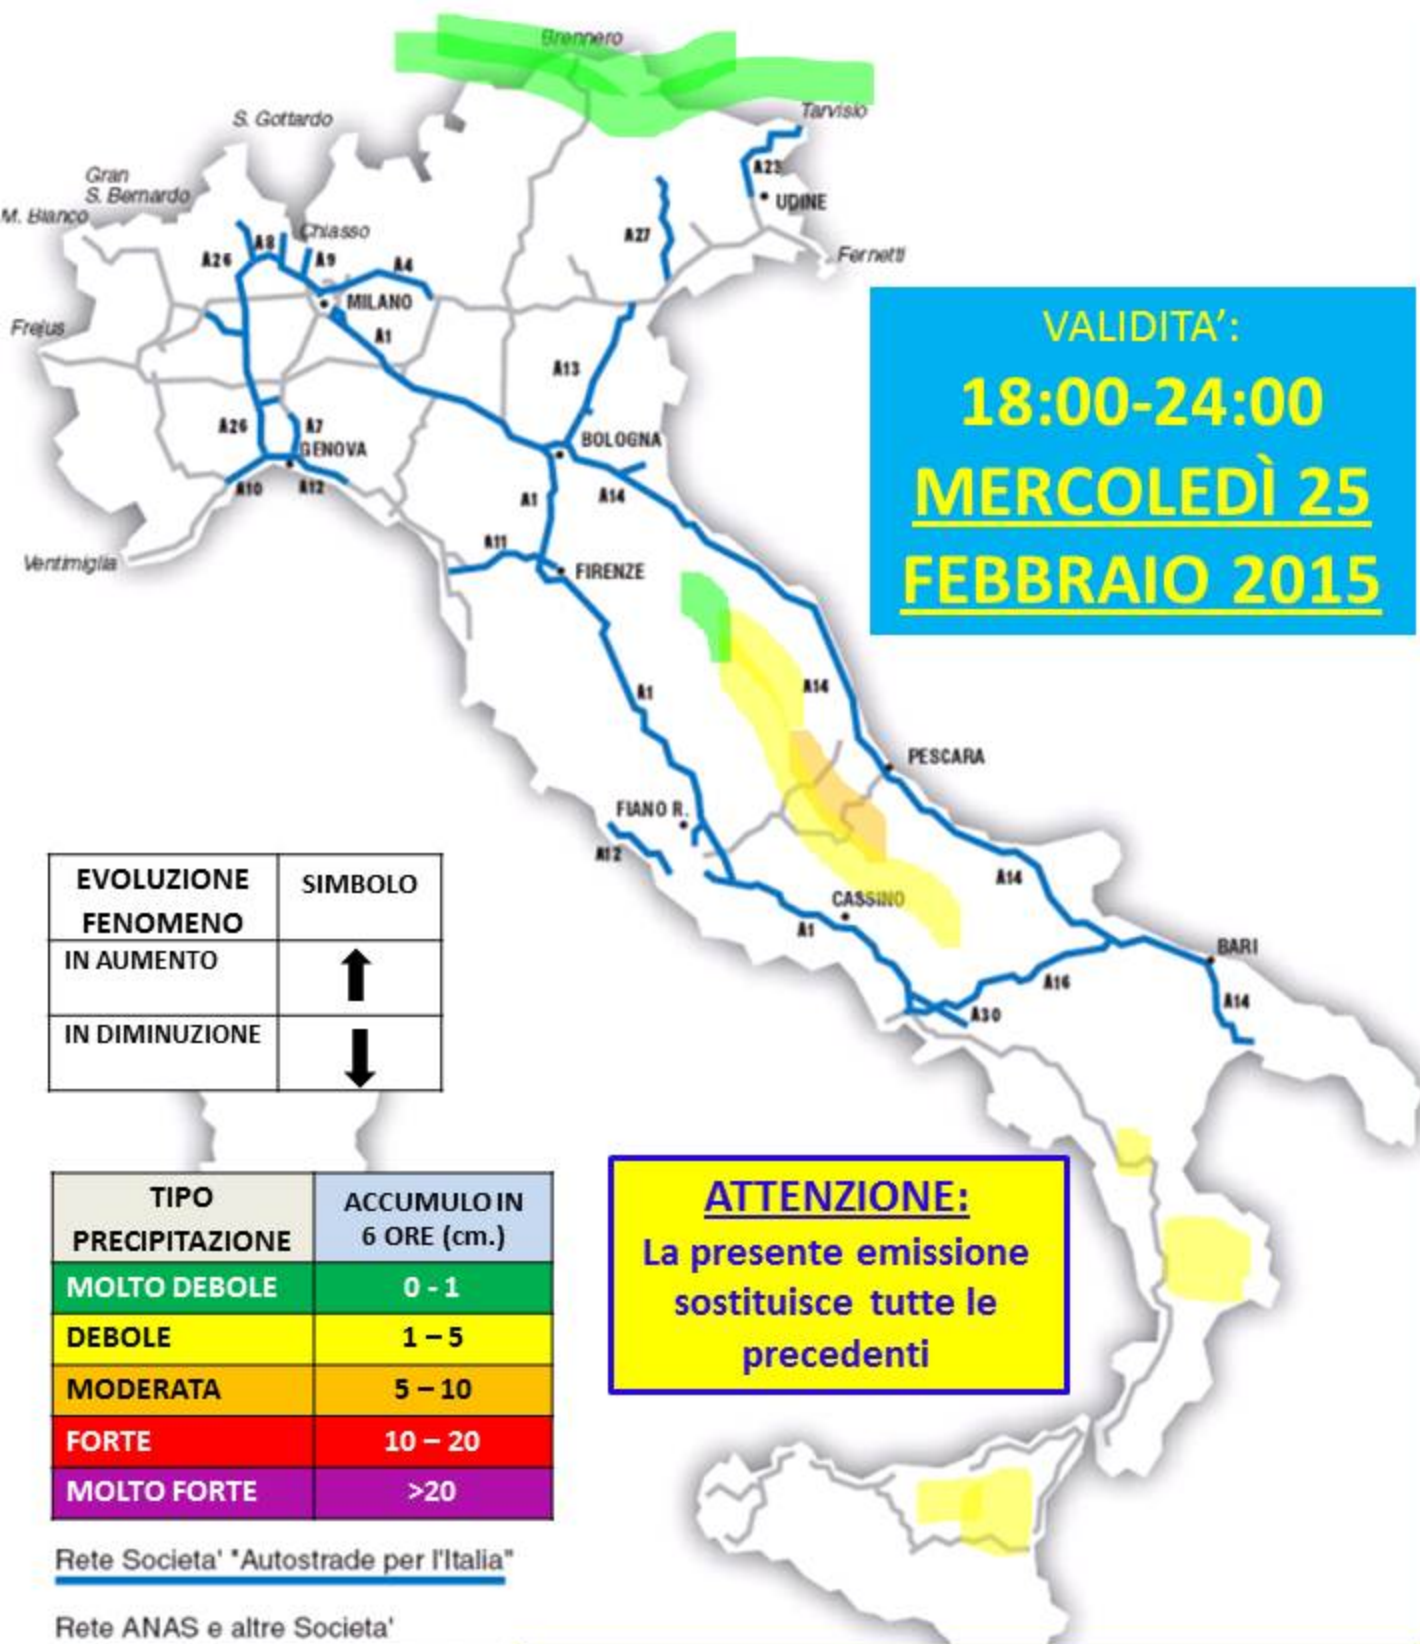 Brennero
Tarvisio
S. Gottardo
Gran
S. Bernardo
M. Bianco
Chiasso
A23
UDINE
A27
Fernetti
A8
A26
A9
A4
MILANO
Frejus
A1
A13
VALIDITA’:
18:00-24:00
MERCOLEDÌ 25
FEBBRAIO 2015
A26
A7
GENOVA
BOLOGNA
A10
A12
A1
A14
Ventimiglia
A11
FIRENZE
A1
A14
PESCARA
FIANO R.
A12
A14
CASSINO
A1
BARI
A16
A14
A30
EVOLUZIONE
FENOMENO
SIMBOLO
IN AUMENTO
IN DIMINUZIONE
TIPO
PRECIPITAZIONE
ACCUMULO IN
6 ORE (cm.)
MOLTO DEBOLE 0 - 1
DEBOLE 1 – 5
MODERATA 5 – 10
FORTE 10 – 20
MOLTO FORTE >20
ATTENZIONE:
La presente emissione
sostituisce tutte le
precedenti
Rete Societa' "Autostrade per l'Italia"
Rete ANAS e altre Societa'